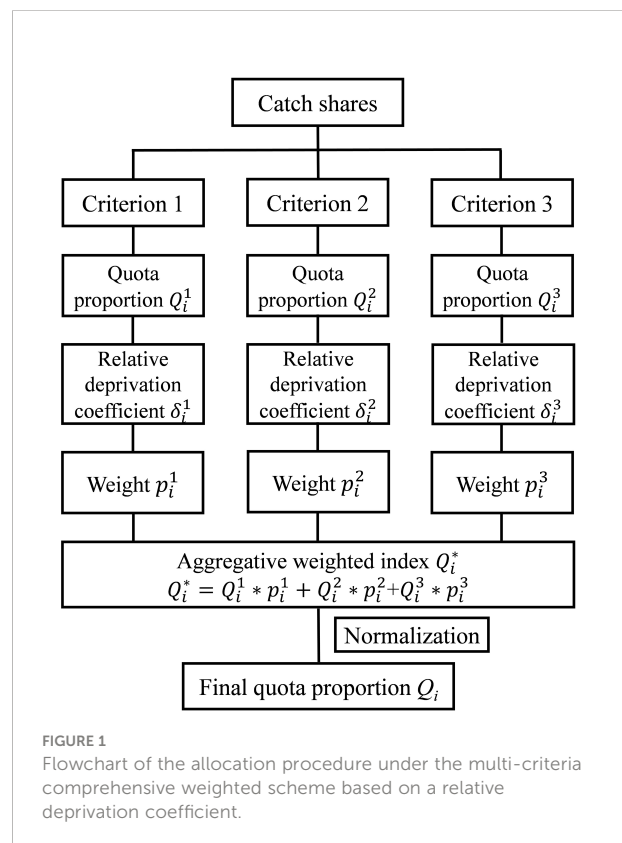 Catch shares
Criterion 1
Criterion 2
Criterion 3
Quota
proportion Q_i^1
Quota
proportion Q_i^2
Quota
proportion Q_i^3
Relative
deprivation
coefficient δ_i^1
Relative
deprivation
coefficient δ_i^2
Relative
deprivation
coefficient δ_i^3
Weight p_i^1
Weight p_i^2
Weight p_i^3
Aggregative weighted index Q_i^*
Q_i^* = Q_i^1 * p_i^1 + Q_i^2 * p_i^2+Q_i^3 * p_i^3
Normalization
Final quota proportion Q_i
FIGURE 1
Flowchart of the allocation procedure under the multi-criteria
comprehensive weighted scheme based on a relative
deprivation coefficient.